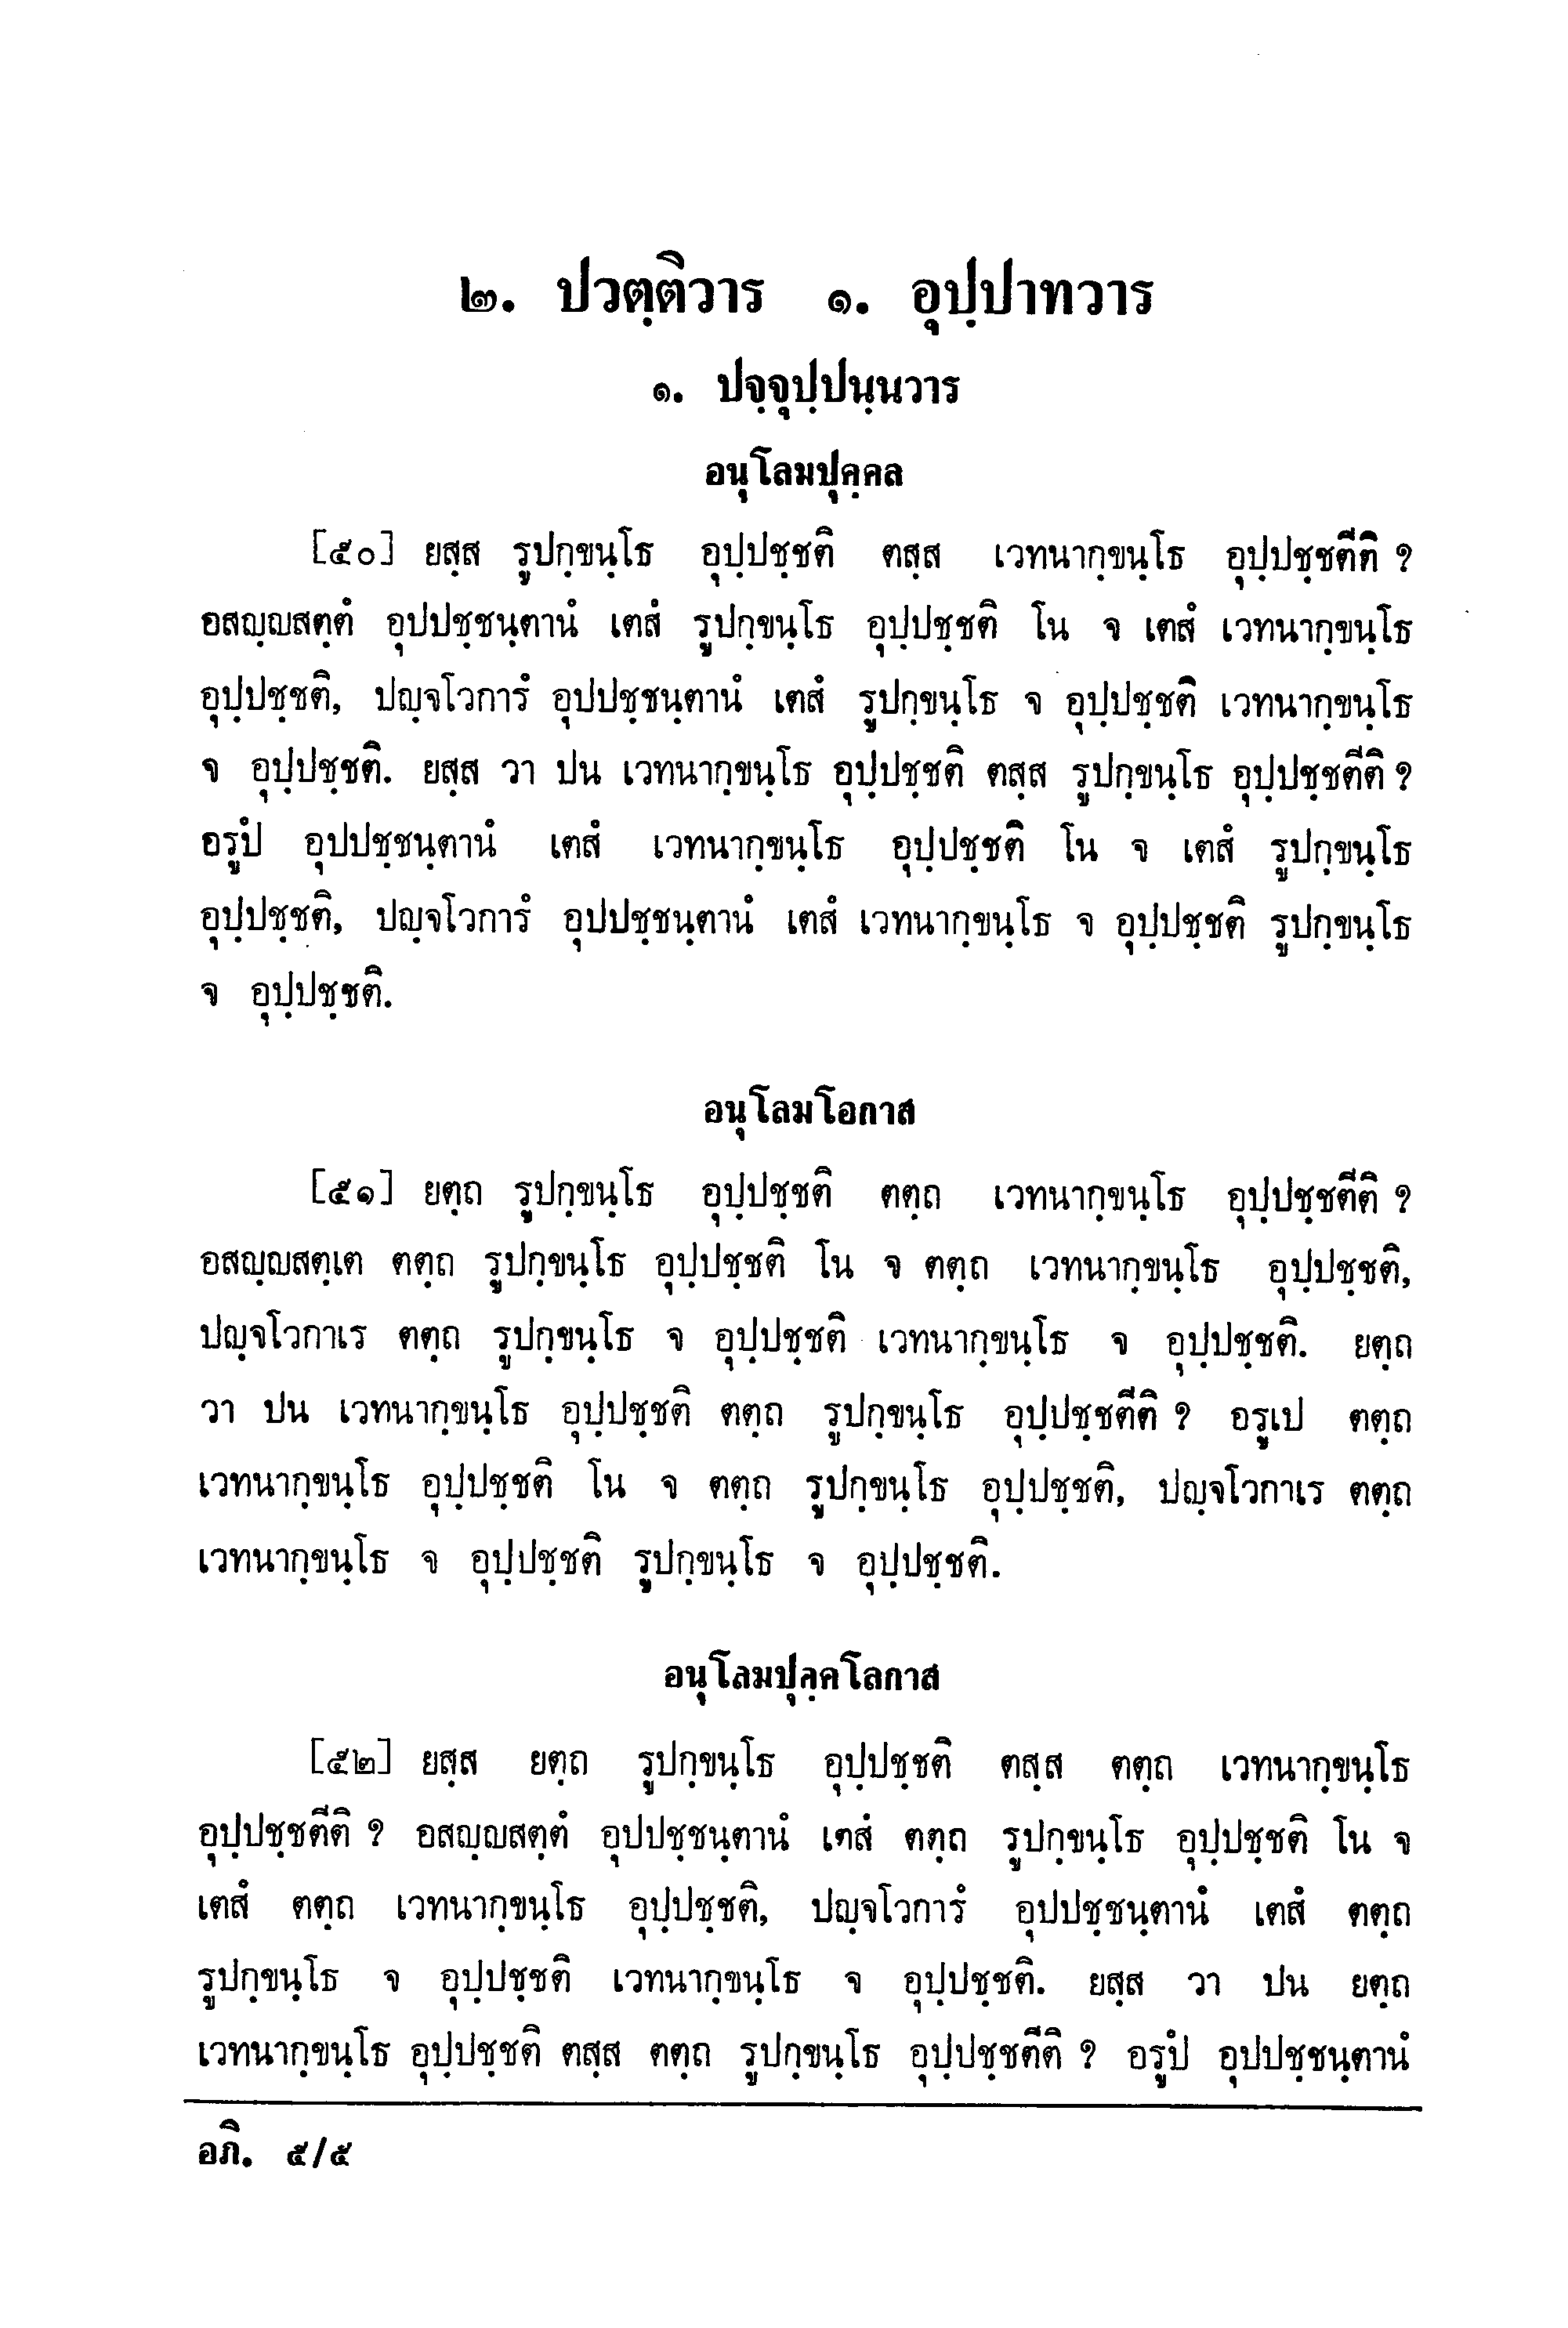 ๒. ปวตฺติวาร ๑. อุปฺปาทวาร
๑. ปจฺจุปฺปนฺนวาร
อนุโลมปุคฺคล
[๕๐] ยสฺส รูปกฺขนฺโธ อุปฺปชฺชติ ตสฺส เวทนากฺขนฺโธ อุปฺปชฺชตีติ ?
อสญฺญสตฺตํ อุปปชฺชนฺตานํ เตสํ รูปกฺขนฺโธ อุปฺปชฺชติ โน จ เตสํ เวทนากฺขนฺโธ
อุปฺปชฺชติ, ปญฺจโวการํ อุปปชฺชนฺตานํ เตสํ รูปกฺขนฺโธ จ อุปฺปชฺชติ เวทนากฺขนฺโธ
จ อุปฺปชฺชติ. ยสฺส วา ปน เวทนากฺขนฺโธ อุปฺปชฺชติ ตสฺส รูปกฺขนฺโธ อุปฺปชฺชตีติ ?
อรูปํ อุปปชฺชนฺตานํ เตสํ เวทนากฺขนฺโธ อุปฺปชฺชติ โน จ เตสํ รูปกฺขนฺโธ
อุปฺปชฺชติ, ปญฺจโวการํ อุปปชฺชนฺตานํ เตสํ เวทนากฺขนฺโธ จ อุปฺปชฺชติ รูปกฺขนฺโธ
จ อุปฺปชฺชติ.
อนุโลมโอกาส
[๕๑] ยตฺถ รูปกฺขนฺโธ อุปฺปชฺชติ ตตฺถ เวทนากฺขนฺโธ อุปฺปชฺชตีติ ?
อสญฺญสตฺเต ตตฺถ รูปกฺขนฺโธ อุปฺปชฺชติ โน จ ตตฺถ เวทนากฺขนฺโธ อุปฺปชฺชติ,
ปญฺจโวกาเร ตตฺถ รูปกฺขนฺโธ จ อุปฺปชฺชติ เวทนากฺขนฺโธ จ อุปฺปชฺชติ. ยตฺถ
วา ปน เวทนากฺขนฺโธ อุปฺปชฺชติ ตตฺถ รูปกฺขนฺโธ อุปฺปชฺชตีติ ? อรูเป ตตฺถ
เวทนากฺขนฺโธ อุปฺปชฺชติ โน จ ตตฺถ รูปกฺขนฺโธ อุปฺปชฺชติ, ปญฺจโวกาเร ตตฺถ
เวทนากฺขนฺโธ จ อุปฺปชฺชติ รูปกฺขนฺโธ จ อุปฺปชฺชติ.
อนุโลมปุคฺคโลกาส
[๕๒] ยสฺส ยตฺถ รูปกฺขนฺโธ อุปฺปชฺชติ ตสฺส ตตฺถ เวทนากฺขนฺโธ
อุปฺปชฺชตีติ ? อสญฺญสตฺตํ อุปปชฺชนฺตานํ เตสํ ตตฺถ รูปกฺขนฺโธ อุปฺปชฺชติ โน จ
เตสํ ตตฺถ เวทนากฺขนฺโธ อุปฺปชฺชติ, ปญฺจโวการํ อุปปชฺชนฺตานํ เตสํ ตตฺถ
รูปกฺขนฺโธ จ อุปฺปชฺชติ เวทนากฺขนฺโธ จ อุปฺปชฺชติ. ยสฺส วา ปน ยตฺถ
เวทนากฺขนฺโธ อุปฺปชฺชติ ตสฺส ตตฺถ รูปกฺขนฺโธ อุปฺปชฺชตีติ ? อรูปํ อุปปชฺชนฺตานํ
อภิ. ๕/๕